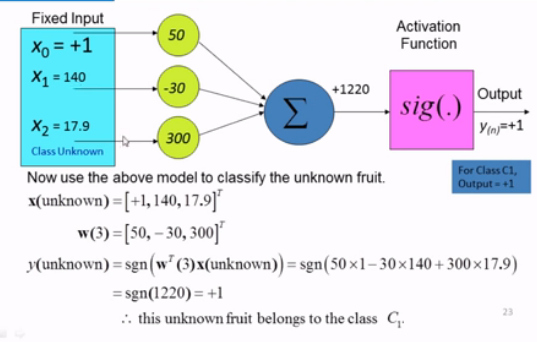 Fixed Input
X0 = +1
X1 = 140
X2 = 17.9
Class Unknown
50
-30
300
Σ
+1220
Activation
Function
sig(.)
Output
y(n)=+1
For Class C1,
Output = +1
Now use the above model to classify the unknown fruit.
x(unknown) = [+1, 140, 17.9]^T
w(3) = [50, −30, 300]^T
y(unknown) = sgn(w^T(3)x(unknown)) = sgn(50×1−30×140+300×17.9)
= sgn(1220) = +1
∴ this unknown fruit belongs to the class C1.
23